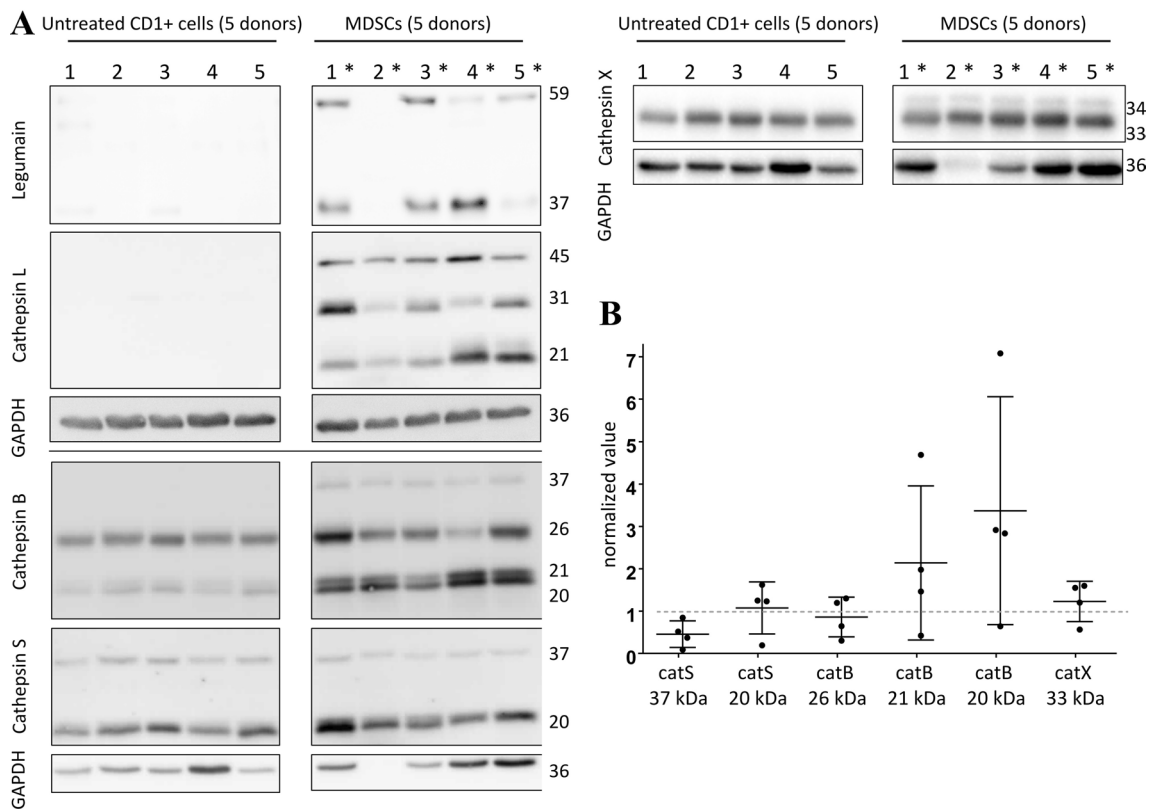 A
Untreated CD1+ cells (5 donors)
MDSCs (5 donors)
1 2 3 4 5
1 * 2 * 3 * 4 * 5 *
Legumain
59
37
Cathepsin L
45
31
21
GAPDH
36
Cathepsin B
37
26
21
20
Cathepsin S
37
20
GAPDH
36
Untreated CD1+ cells (5 donors)
MDSCs (5 donors)
1 2 3 4 5
1 * 2 * 3 * 4 * 5 *
Cathepsin X
34
33
GAPDH
36
B
normalized value
7
6
5
4
3
2
1
0
catS catS catB catB catB catX
37 kDa 20 kDa 26 kDa 21 kDa 20 kDa 33 kDa